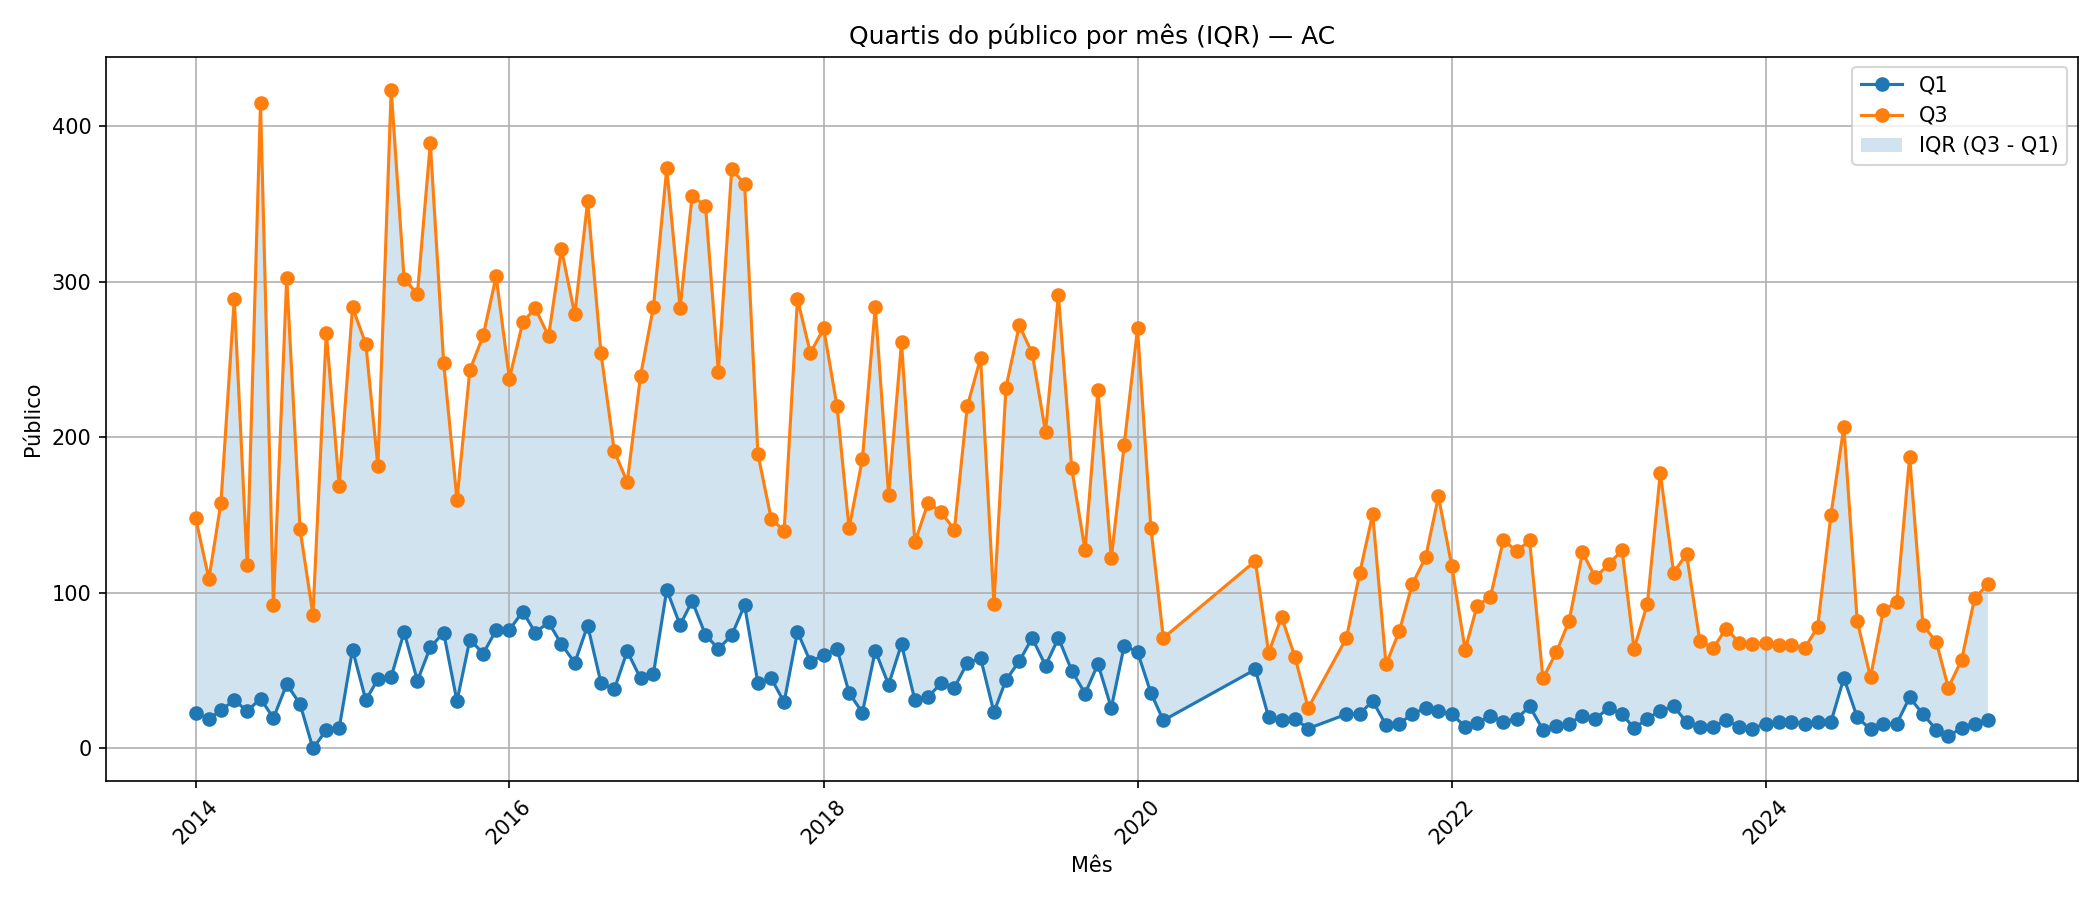 Quartis do público por mês (IQR) — AC
Q1
Q3
IQR (Q3 - Q1)
Público
400
300
200
100
0
2014
2016
2018
2020
2022
2024
Mês